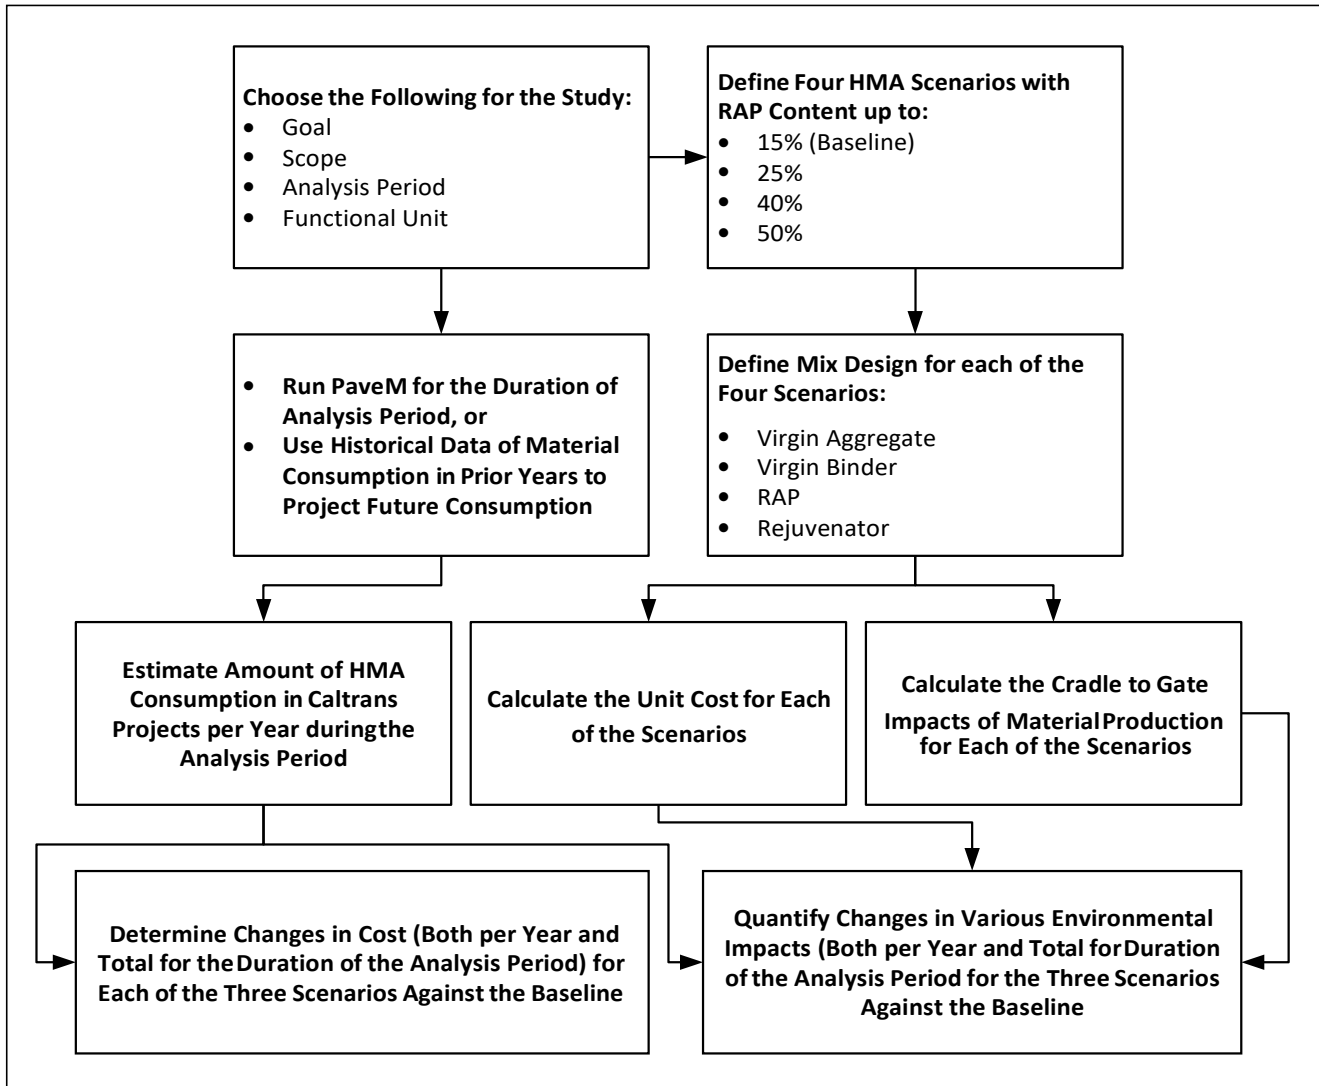 Choose the Following for the Study:
• Goal
• Scope
• Analysis Period
• Functional Unit
Define Four HMA Scenarios with
RAP Content up to:
• 15% (Baseline)
• 25%
• 40%
• 50%
• Run PaveM for the Duration of
Analysis Period, or
• Use Historical Data of Material
Consumption in Prior Years to
Project Future Consumption
Define Mix Design for each of the
Four Scenarios:
• Virgin Aggregate
• Virgin Binder
• RAP
• Rejuvenator
Estimate Amount of HMA
Consumption in Caltrans
Projects per Year during the
Analysis Period
Calculate the Unit Cost for Each
of the Scenarios
Calculate the Cradle to Gate
Impacts of Material Production
for Each of the Scenarios
Determine Changes in Cost (Both per Year and
Total for the Duration of the Analysis Period) for
Each of the Three Scenarios Against the Baseline
Quantify Changes in Various Environmental
Impacts (Both per Year and Total for Duration
of the Analysis Period for the Three Scenarios
Against the Baseline